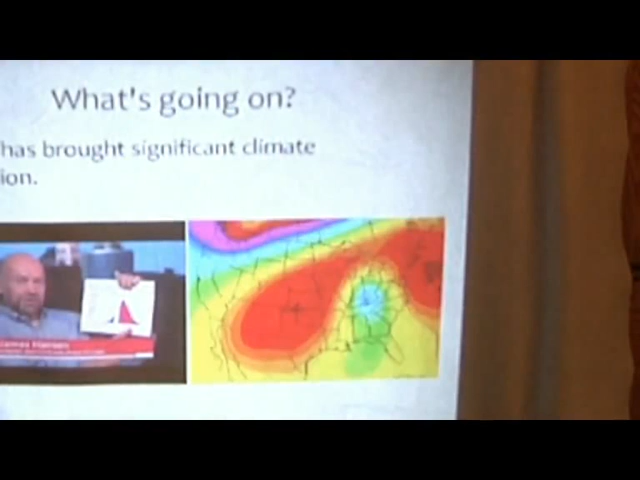 What's going on?
has brought significant climate
ion.
James Hansen